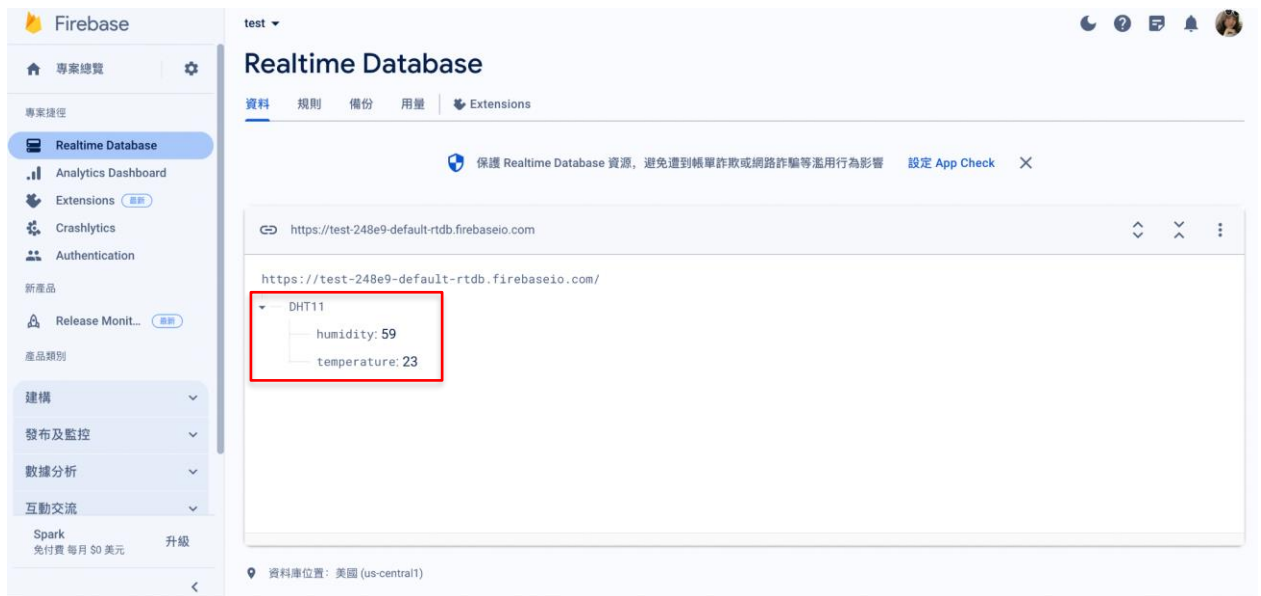 Firebase
專案總覽
專案捷徑
Realtime Database
Analytics Dashboard
Extensions 最新
Crashlytics
Authentication
新產品
Release Monit... 最新
產品類別
建構
發布及監控
數據分析
互動交流
Spark
免付費 每月 $0 美元
升級
test
Realtime Database
資料 規則 備份 用量 Extensions
保護 Realtime Database 資源，避免遭到帳單詐欺或網路詐騙等濫用行為影響 設定 App Check
https://test-248e9-default-rtdb.firebaseio.com
https://test-248e9-default-rtdb.firebaseio.com/
DHT11
humidity: 59
temperature: 23
資料庫位置：美國 (us-central1)